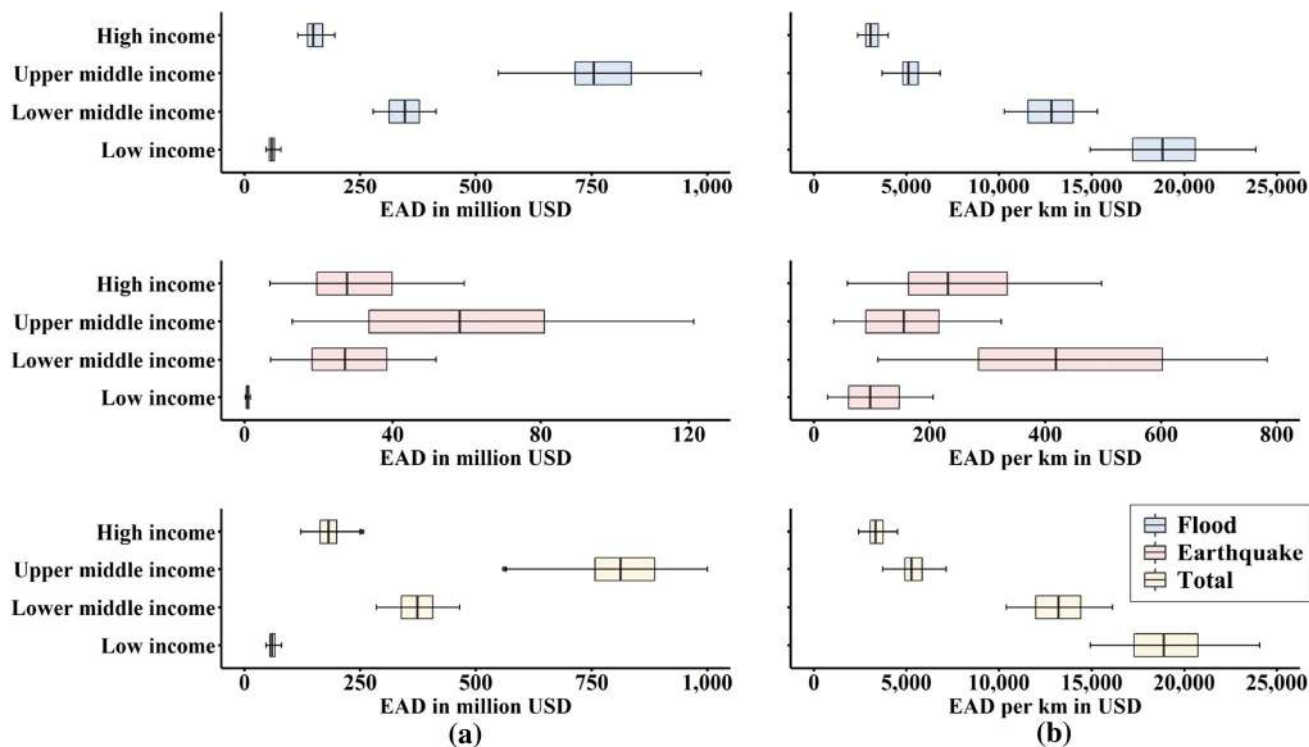 High income
Upper middle income
Lower middle income
Low income
0 250 500 750 1,000
EAD in million USD
0 5,000 10,000 15,000 20,000 25,000
EAD per km in USD
High income
Upper middle income
Lower middle income
Low income
0 40 80 120
EAD in million USD
0 200 400 600 800
EAD per km in USD
High income
Upper middle income
Lower middle income
Low income
0 250 500 750 1,000
EAD in million USD
(a)
Flood
Earthquake
Total
0 5,000 10,000 15,000 20,000 25,000
EAD per km in USD
(b)